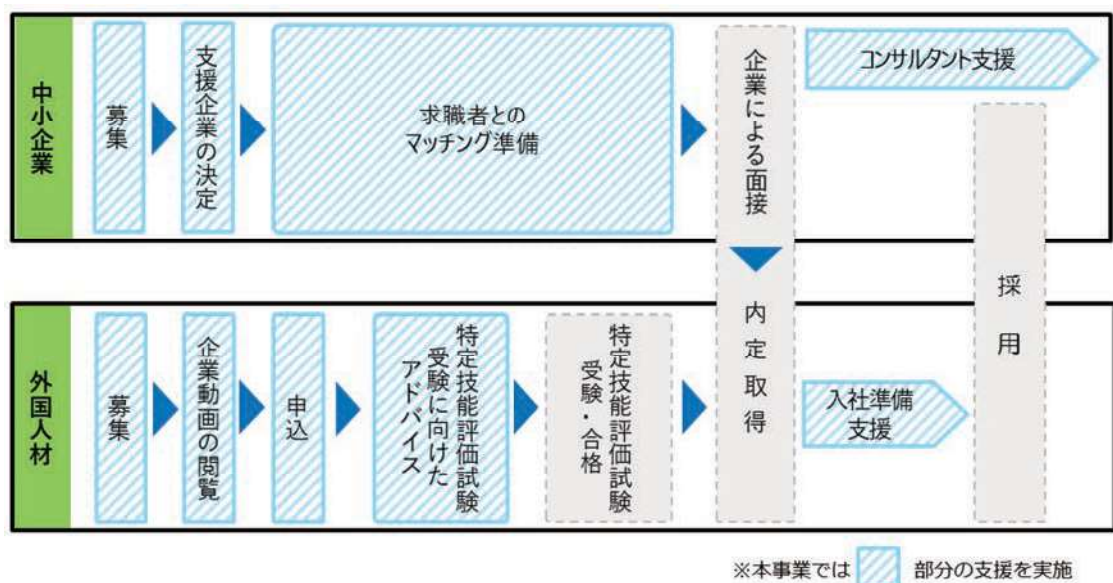 中小企業
募集
支援企業の決定
求職者との
マッチング準備
企業による面接
コンサルタント支援
外国人材
募集
企業動画の閲覧
申込
特定技能評価試験
受験に向けた
アドバイス
特定技能評価試験
受験・合格
内定取得
入社準備
支援
採用
※本事業では 部分の支援を実施